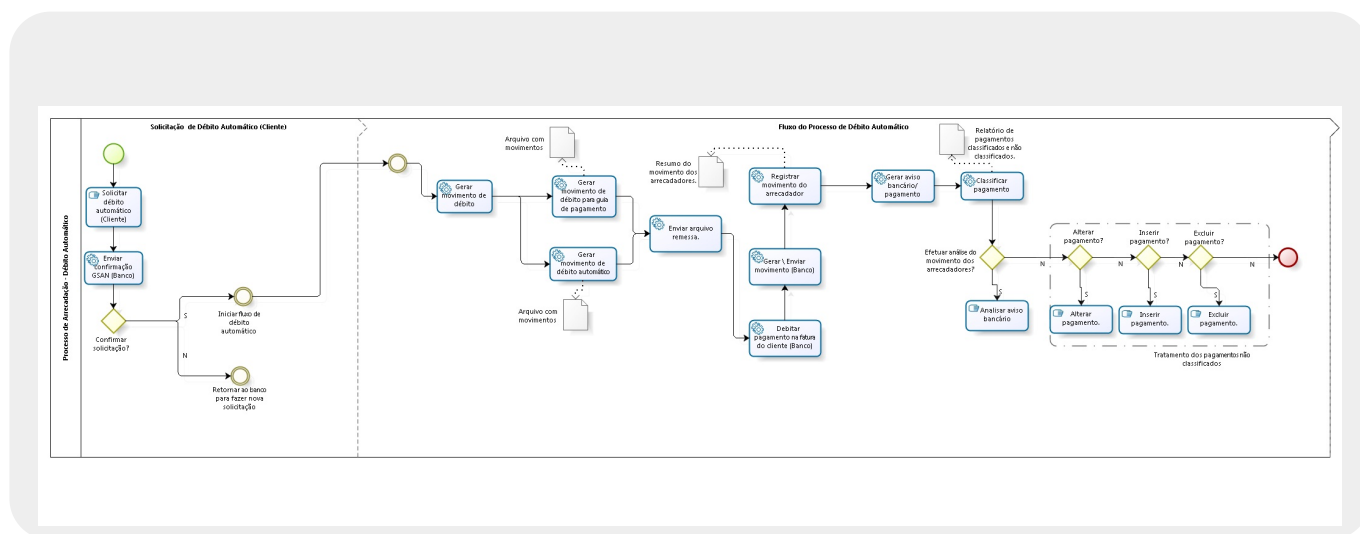 Processo de Arrecadação - Débito Automático
Solicitação de Débito Automático (Cliente)
Solicitar
débito
automático
(Cliente)
Enviar
confirmação
GSAN (Banco)
Confirmar
solicitação?
S
N
Iniciar fluxo de
débito
automático
Retornar ao banco
para fazer nova
solicitação
Fluxo do Processo de Débito Automático
Gerar
movimento de
débito
Arquivo com
movimentos
Gerar
movimento de
débito para guia
de pagamento
Gerar
movimento de
débito automático
Arquivo com
movimentos
Enviar arquivo
remessa.
Resumo do
movimento dos
arrecadadores.
Registrar
movimento do
arrecadador
Gerar \ Enviar
movimento (Banco)
Debitar
pagamento na fatura
do cliente (Banco)
Gerar aviso
bancário/
pagamento
Relatório de
pagamentos
classificados e não
classificados.
Classificar
pagamento
Efetuar análise do
movimento dos
arrecadadores?
S
N
Analisar aviso
bancário
Alterar
pagamento?
S
N
Alterar
pagamento.
Inserir
pagamento?
S
N
Inserir
pagamento.
Excluir
pagamento?
S
N
Excluir
pagamento.
Tratamento dos pagamentos não
classificados